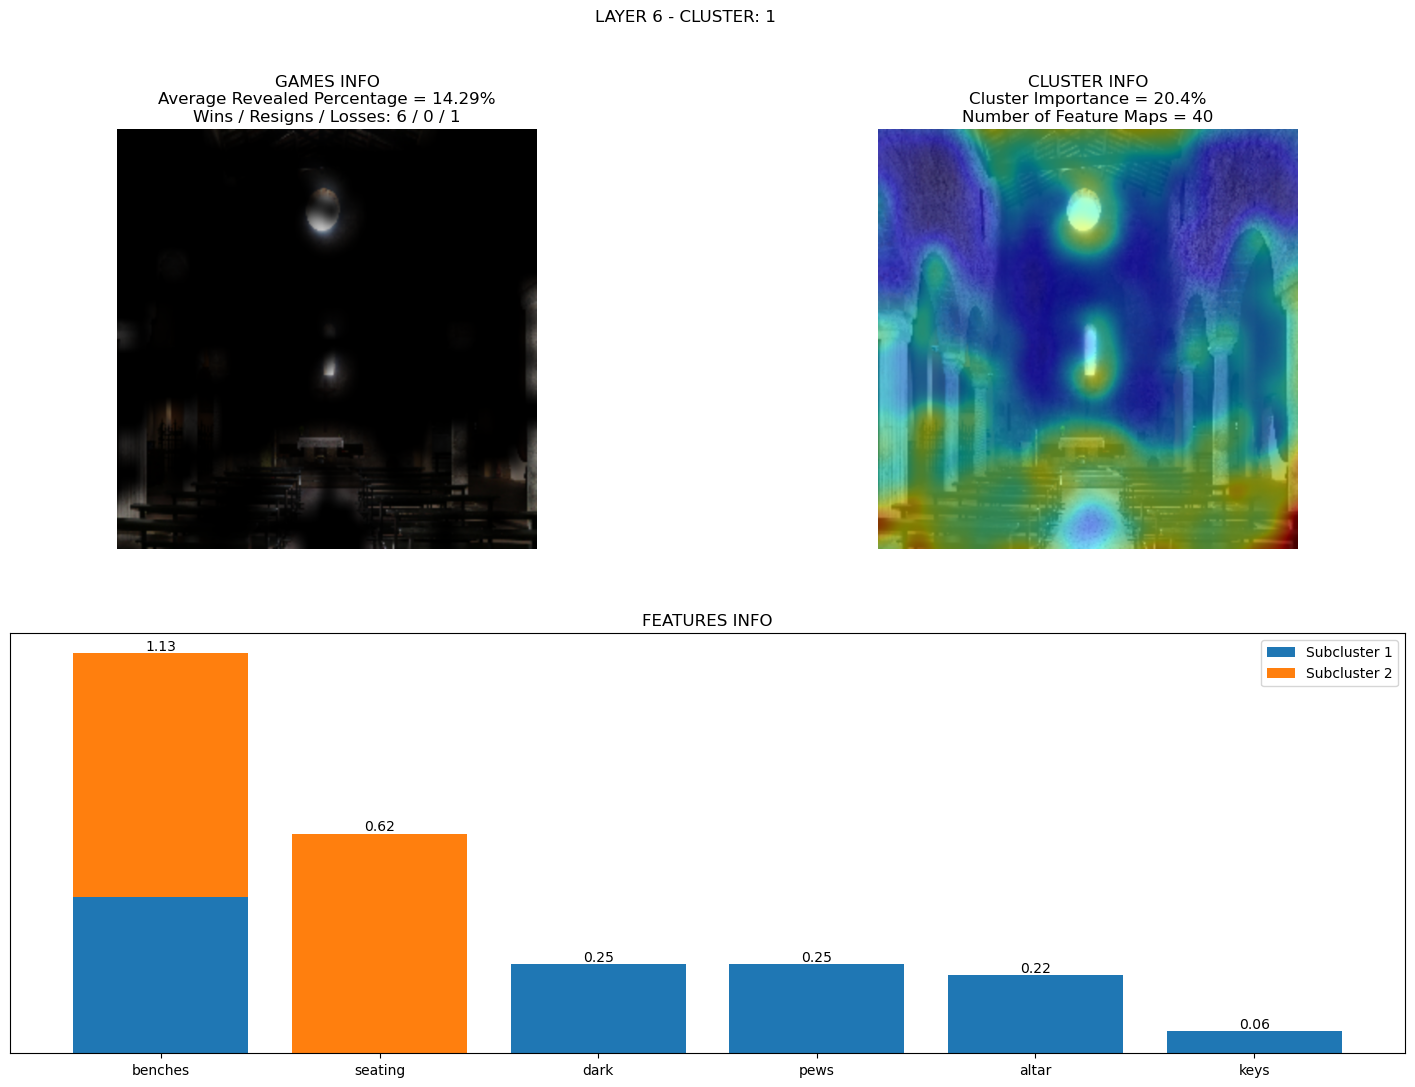 LAYER 6 - CLUSTER: 1
GAMES INFO
Average Revealed Percentage = 14.29%
Wins / Resigns / Losses: 6 / 0 / 1
CLUSTER INFO
Cluster Importance = 20.4%
Number of Feature Maps = 40
FEATURES INFO
Subcluster 1
Subcluster 2
1.13
0.62
0.25
0.25
0.22
0.06
benches
seating
dark
pews
altar
keys